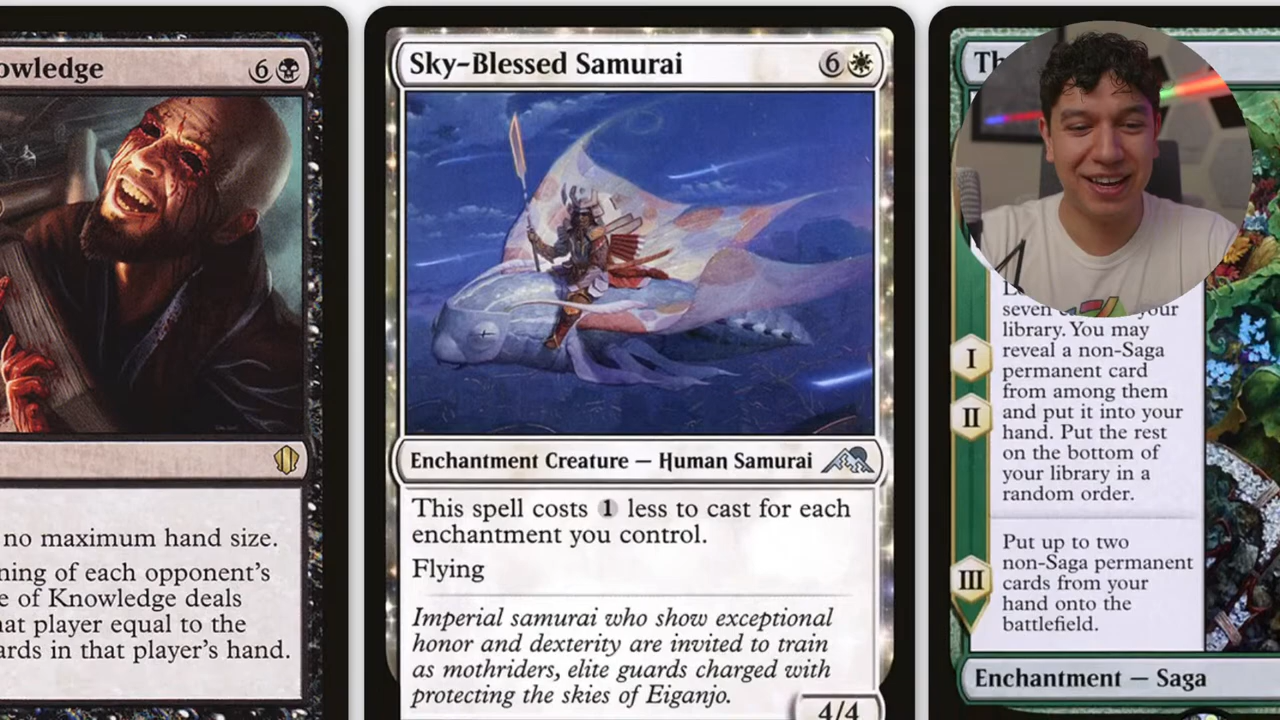 owledge 6
no maximum hand size.
ning of each opponent's
e of Knowledge deals
hat player equal to the
ards in that player's hand.
Sky-Blessed Samurai 6
Enchantment Creature — Human Samurai
This spell costs 1 less to cast for each
enchantment you control.
Flying
Imperial samurai who show exceptional
honor and dexterity are invited to train
as mothriders, elite guards charged with
protecting the skies of Eiganjo.
4/4
Th
seven your
library. You may
reveal a non-Saga
I
permanent card
from among them
II
and put it into your
hand. Put the rest
on the bottom of
your library in a
random order.
Put up to two
non-Saga permanent
III
cards from your
hand onto the
battlefield.
Enchantment — Saga